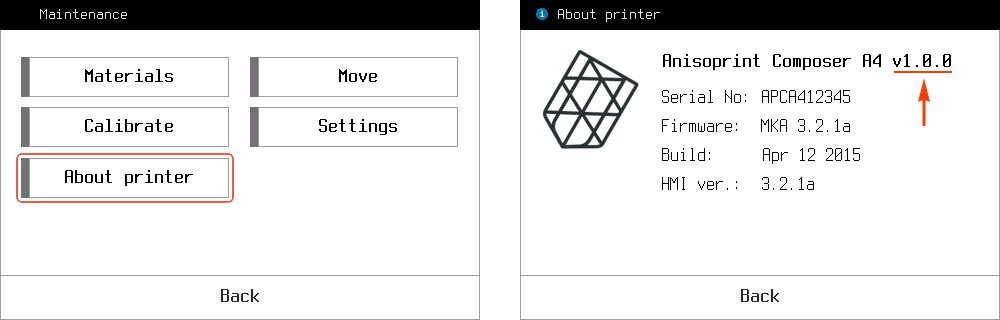 Maintenance
Materials
Move
Calibrate
Settings
About printer
Back
i
About printer
Anisoprint Composer A4 v1.0.0
Serial No: APCA412345
Firmware: MKA 3.2.1a
Build: Apr 12 2015
HMI ver.: 3.2.1a
Back